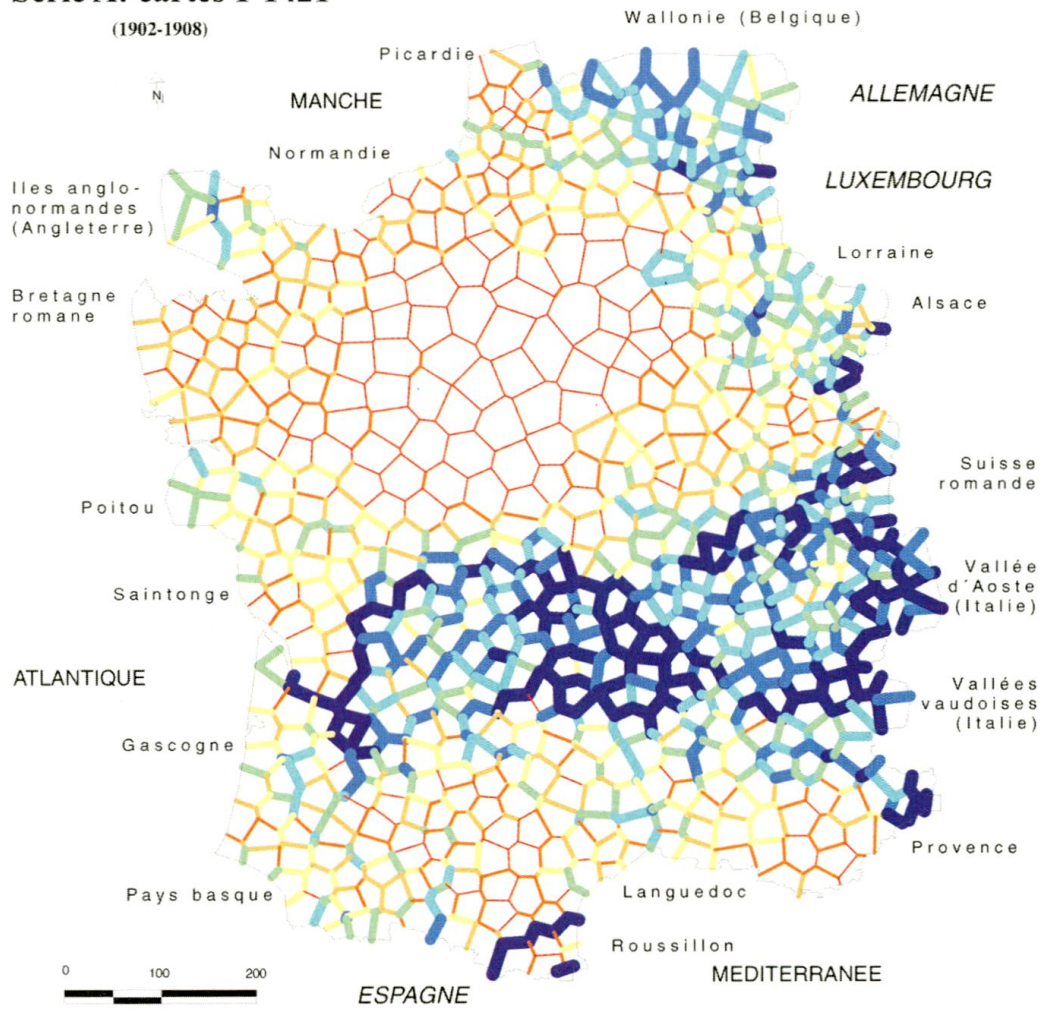 (1902-1908)
Wallonie (Belgique)
Picardie
N
MANCHE
ALLEMAGNE
Normandie
LUXEMBOURG
Iles anglo-
normandes
(Angleterre)
Lorraine
Bretagne
romane
Alsace
Suisse
romande
Poitou
Vallée
d'Aoste
(Italie)
Saintonge
ATLANTIQUE
Vallées
vaudoises
(Italie)
Gascogne
Provence
Pays basque
Languedoc
Roussillon
MEDITERRANEE
0 100 200
ESPAGNE